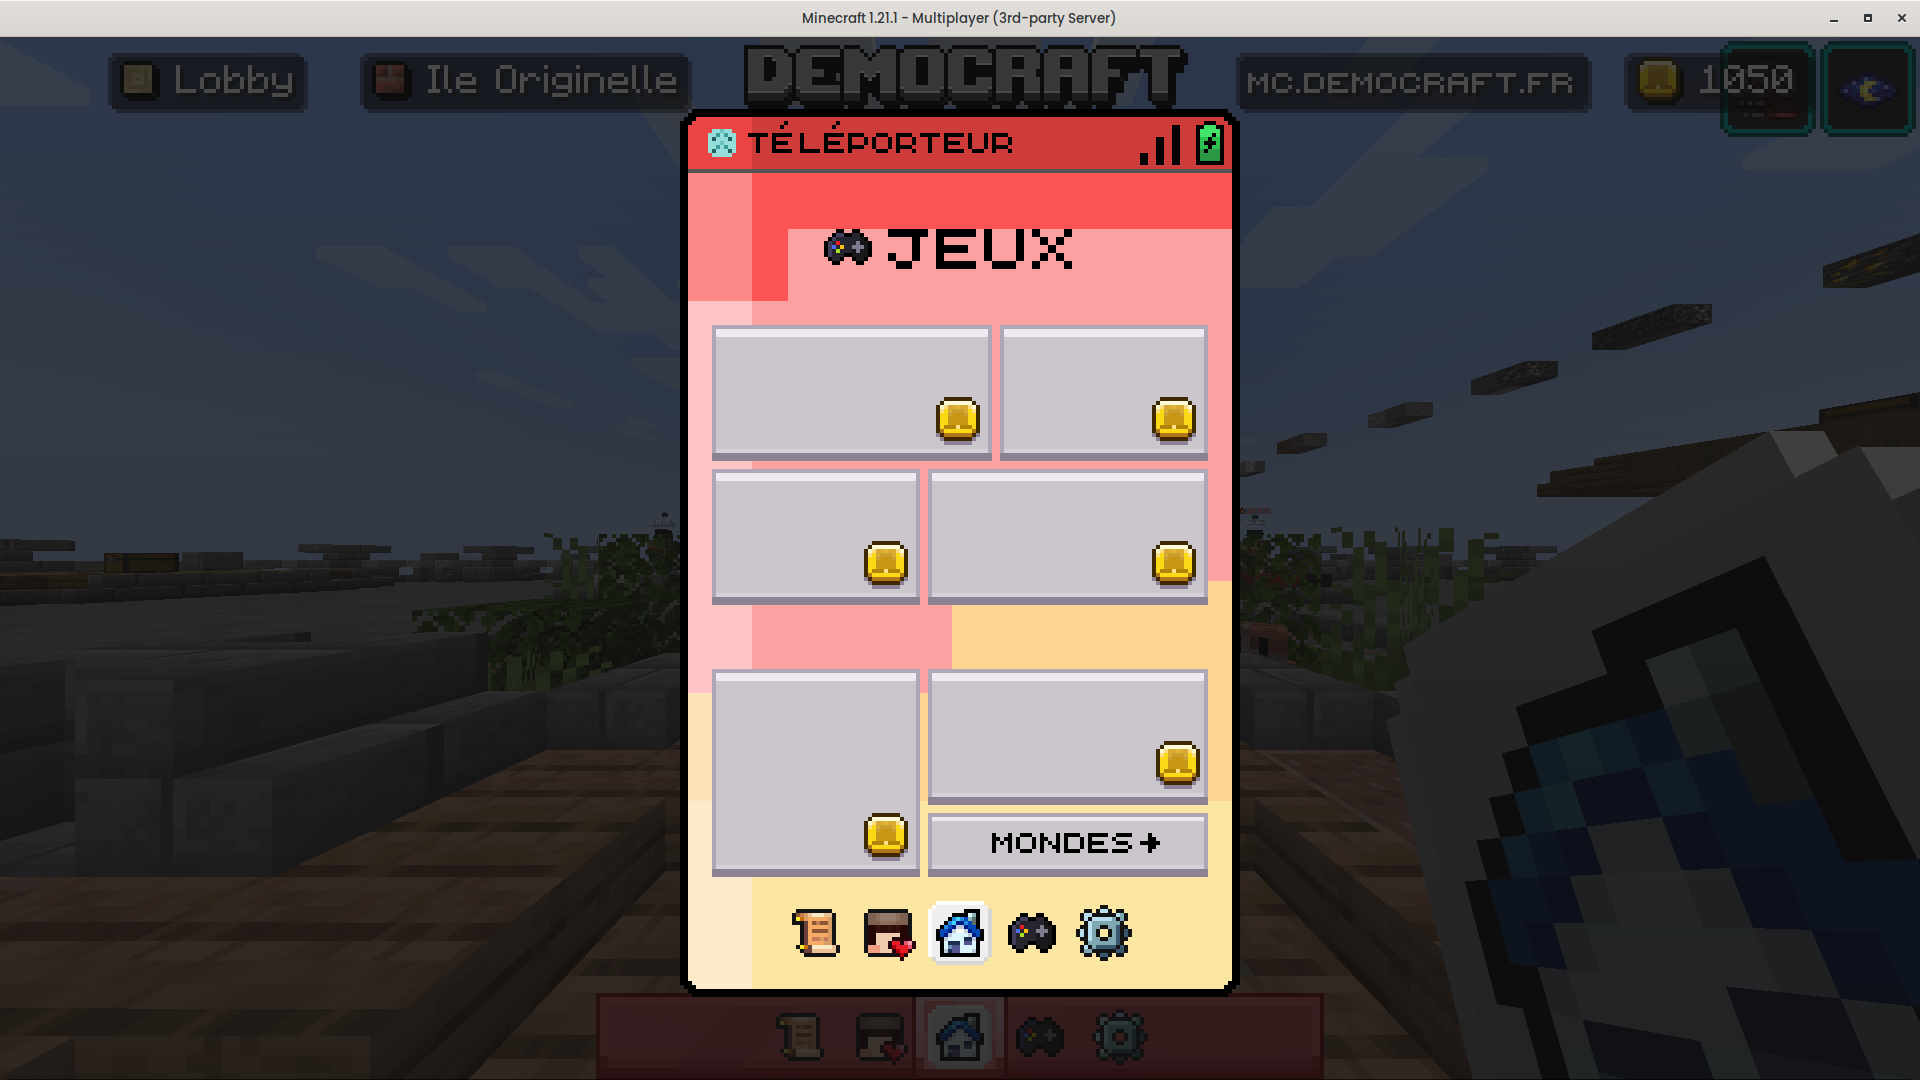 Minecraft 1.21.1 - Multiplayer (3rd-party Server)
Lobby
Ile Originelle
DEMOCRAFT
MC.DEMOCRAFT.FR
1050
TÉLÉPORTEUR
JEUX
MONDES→